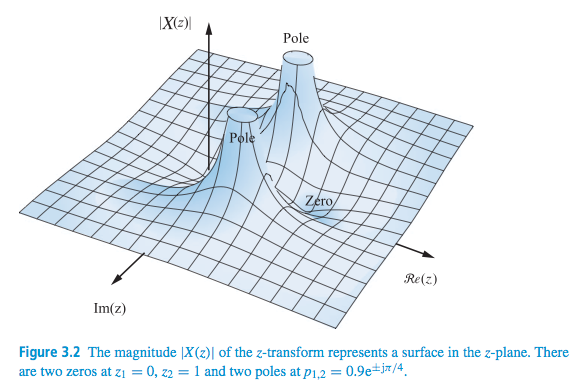 |X(z)|
Pole
Pole
Zero
ℛe(z)
Im(z)
Figure 3.2 The magnitude |X(z)| of the z-transform represents a surface in the z-plane. There
are two zeros at z₁ = 0, z₂ = 1 and two poles at p₁,₂ = 0.9e^{±jπ/4}.